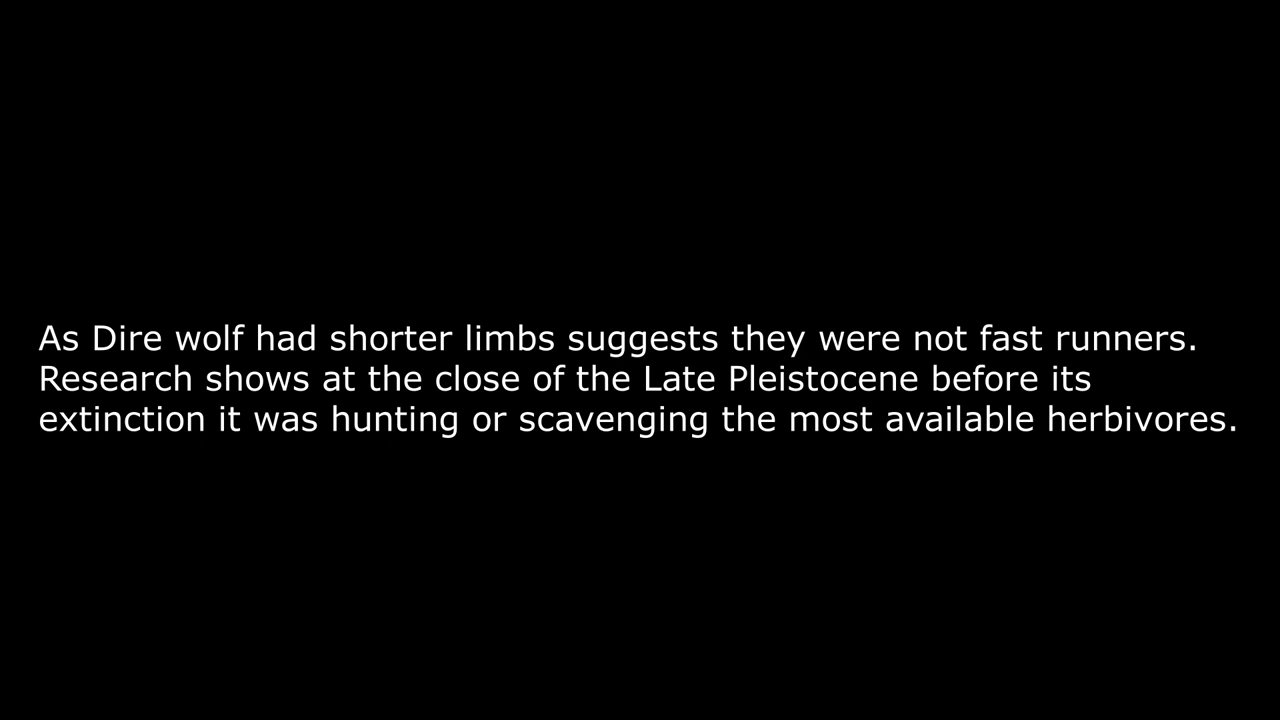 As Dire wolf had shorter limbs suggests they were not fast runners.
Research shows at the close of the Late Pleistocene before its
extinction it was hunting or scavenging the most available herbivores.